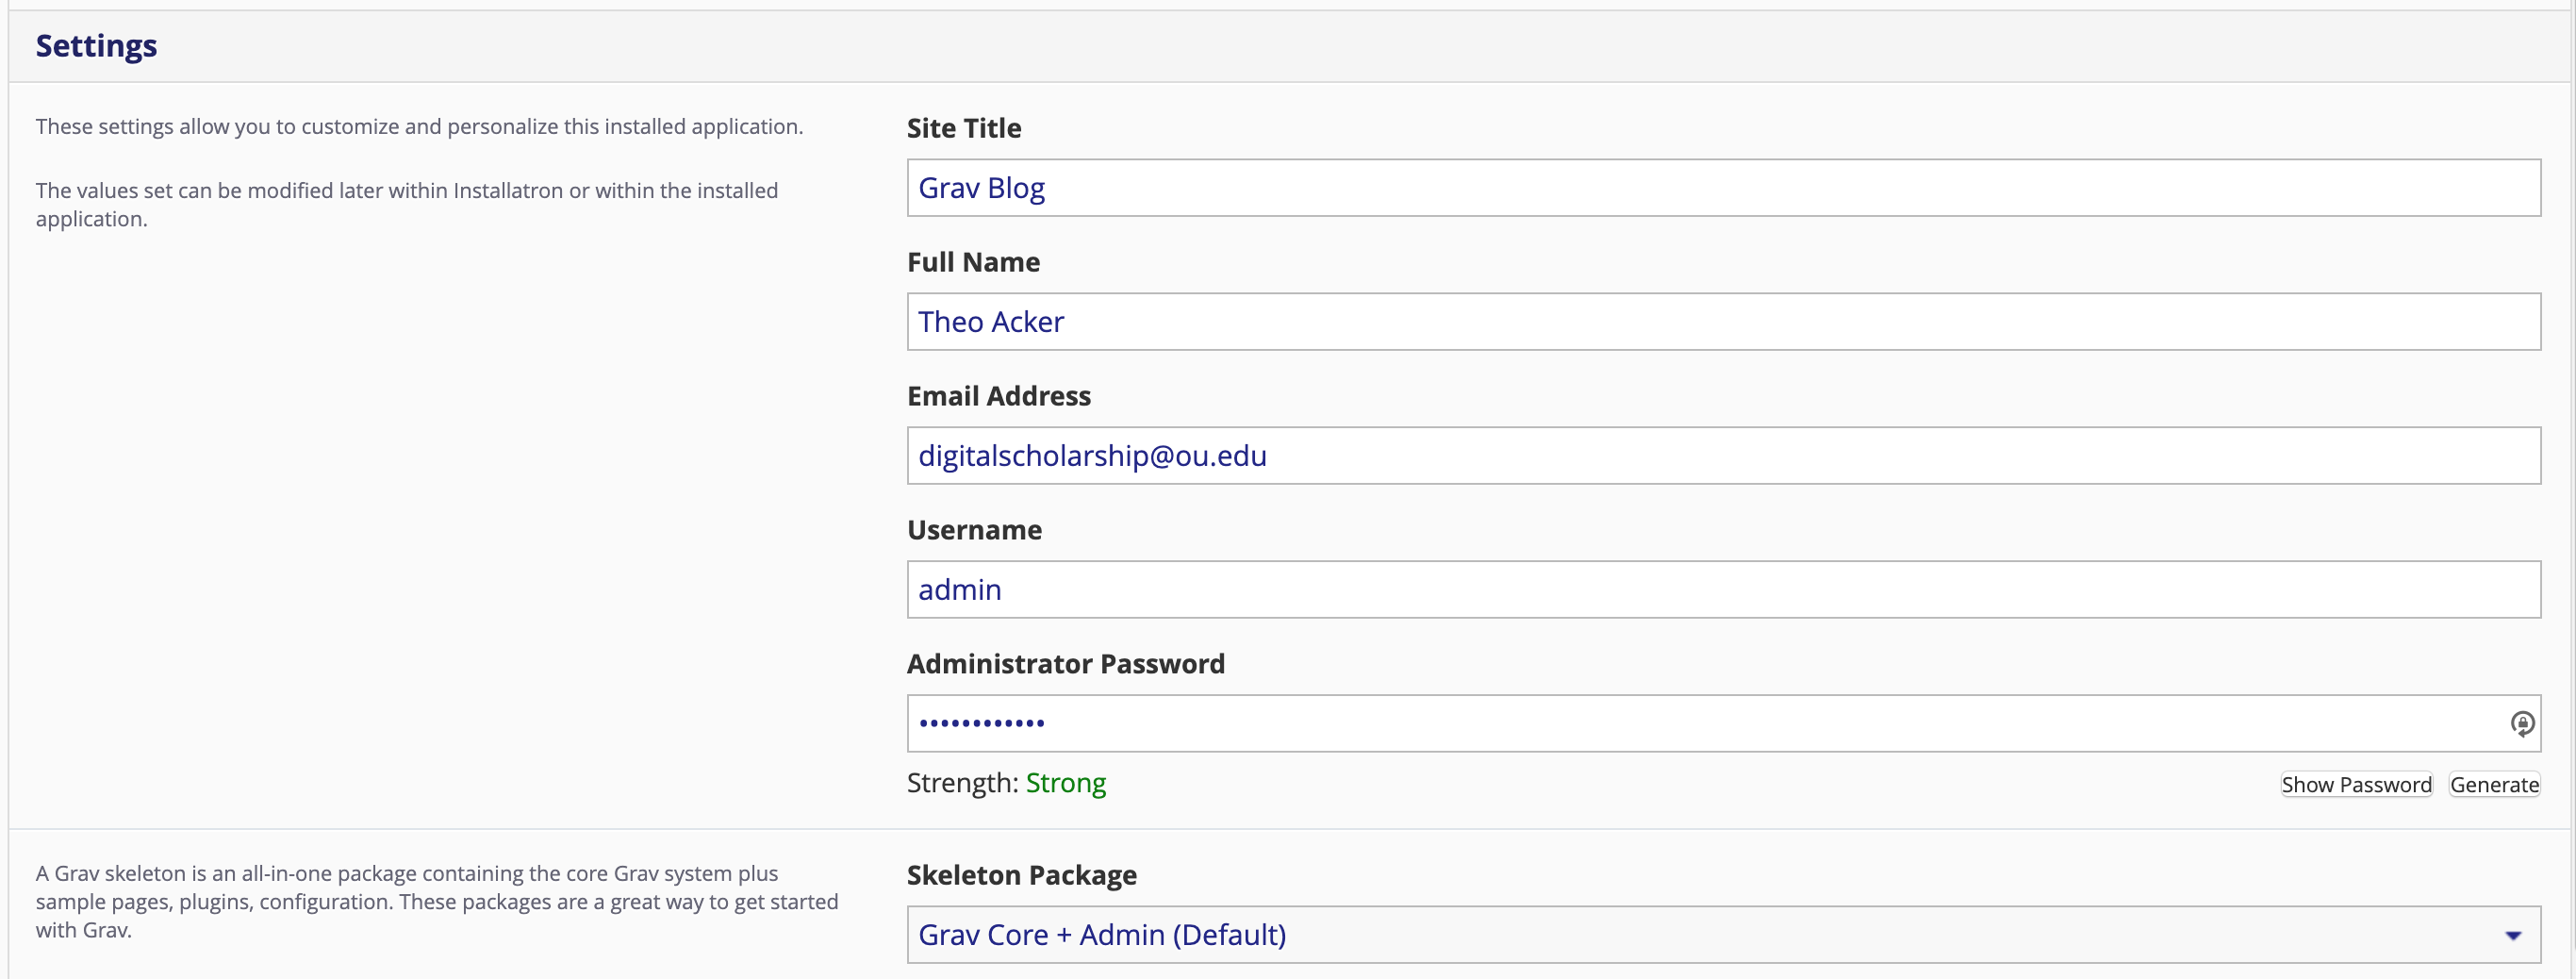 Settings
These settings allow you to customize and personalize this installed application.
The values set can be modified later within Installatron or within the installed
application.
Site Title
Grav Blog
Full Name
Theo Acker
Email Address
digitalscholarship@ou.edu
Username
admin
Administrator Password
••••••••••••
Strength: Strong
Show Password
Generate
A Grav skeleton is an all-in-one package containing the core Grav system plus
sample pages, plugins, configuration. These packages are a great way to get started
with Grav.
Skeleton Package
Grav Core + Admin (Default)